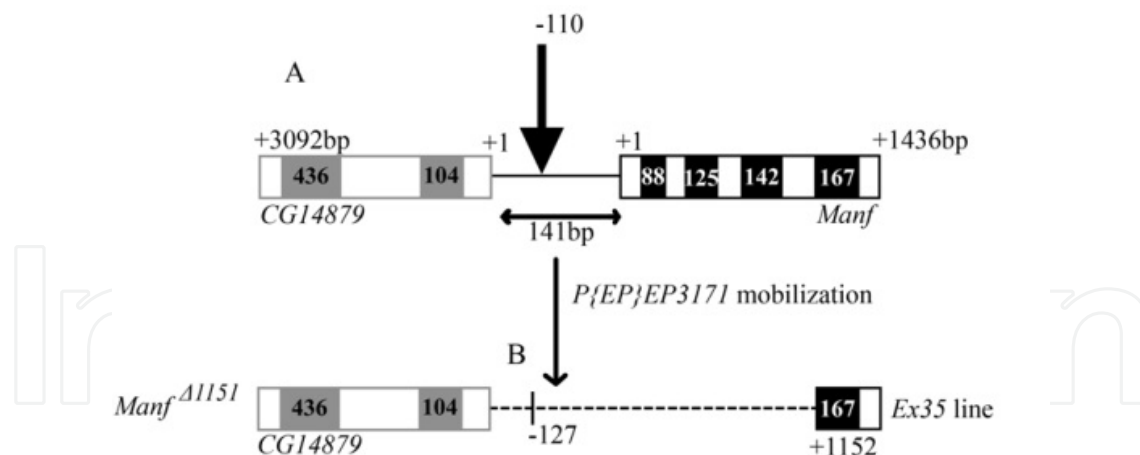 -110
A
+3092bp
+1
+1
+1436bp
436
104
88
125
142
167
CG14879
Manf
141bp
P{EP}EP3171 mobilization
B
Manf Δ1151
436
104
167
Ex35 line
CG14879
-127
+1152